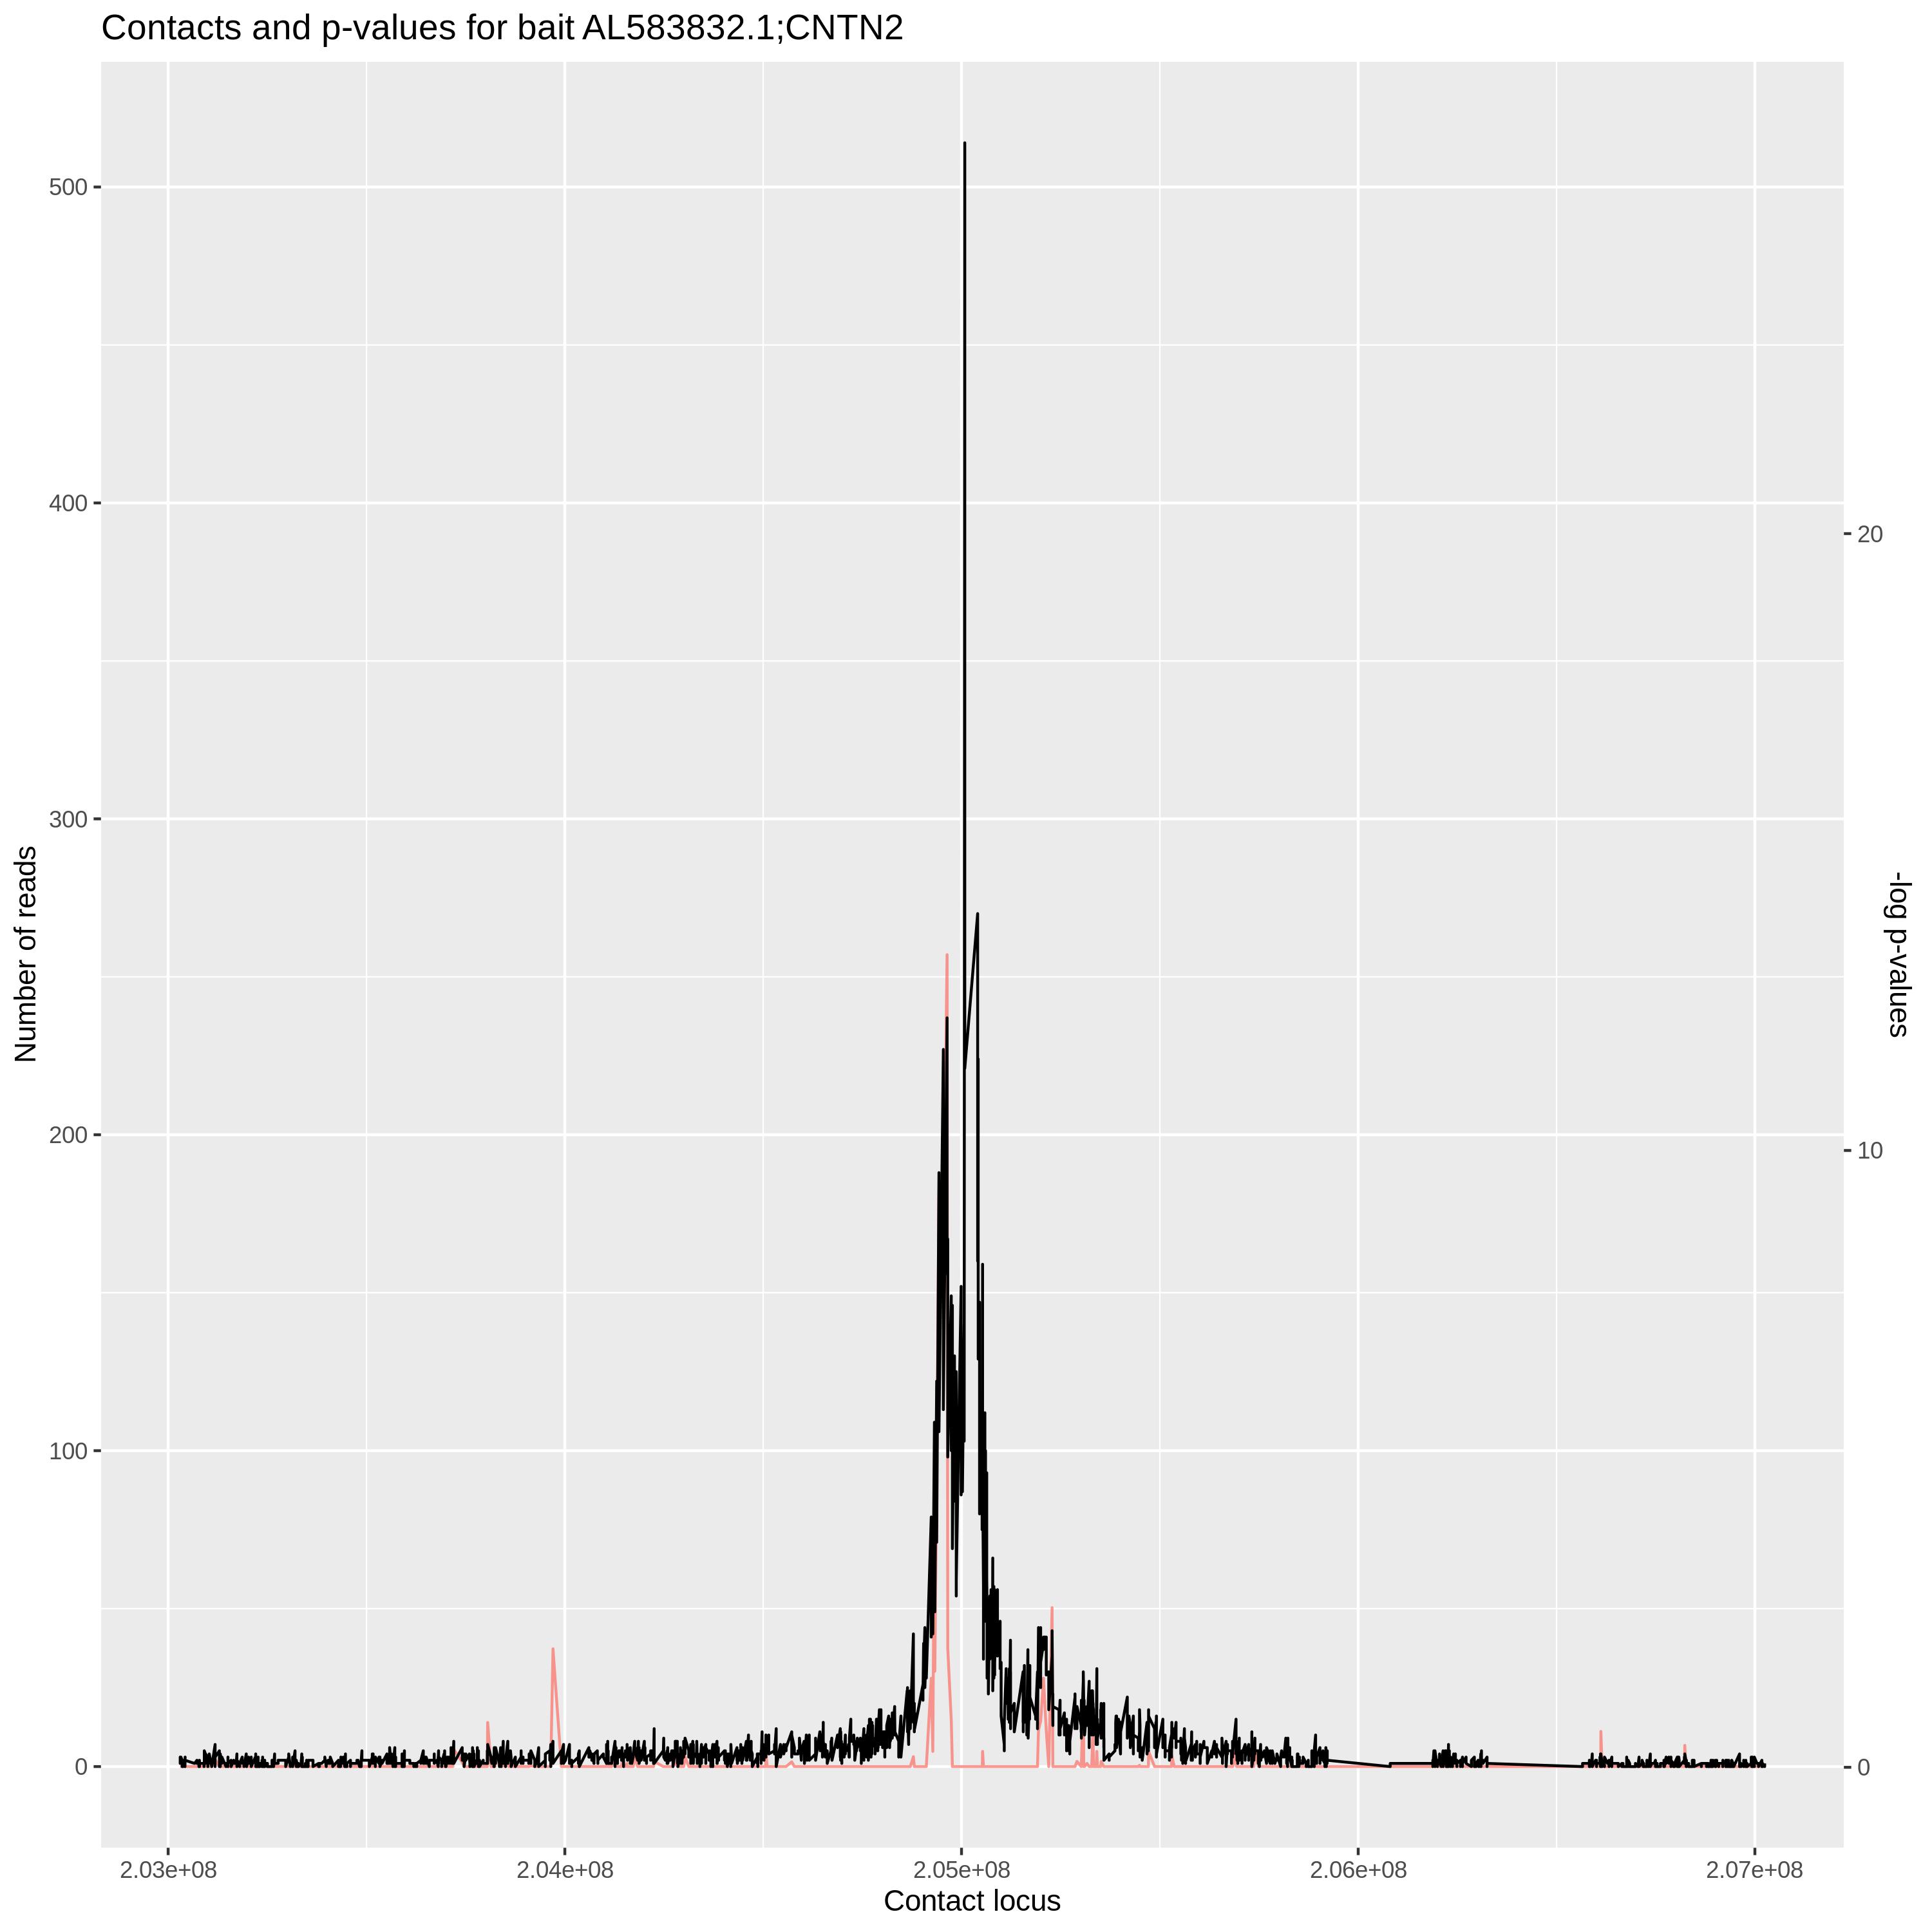 Contacts and p-values for bait AL583832.1;CNTN2
500
400
300
200
100
0
Number of reads
20
10
0
-log p-values
2.03e+08
2.04e+08
2.05e+08
2.06e+08
2.07e+08
Contact locus